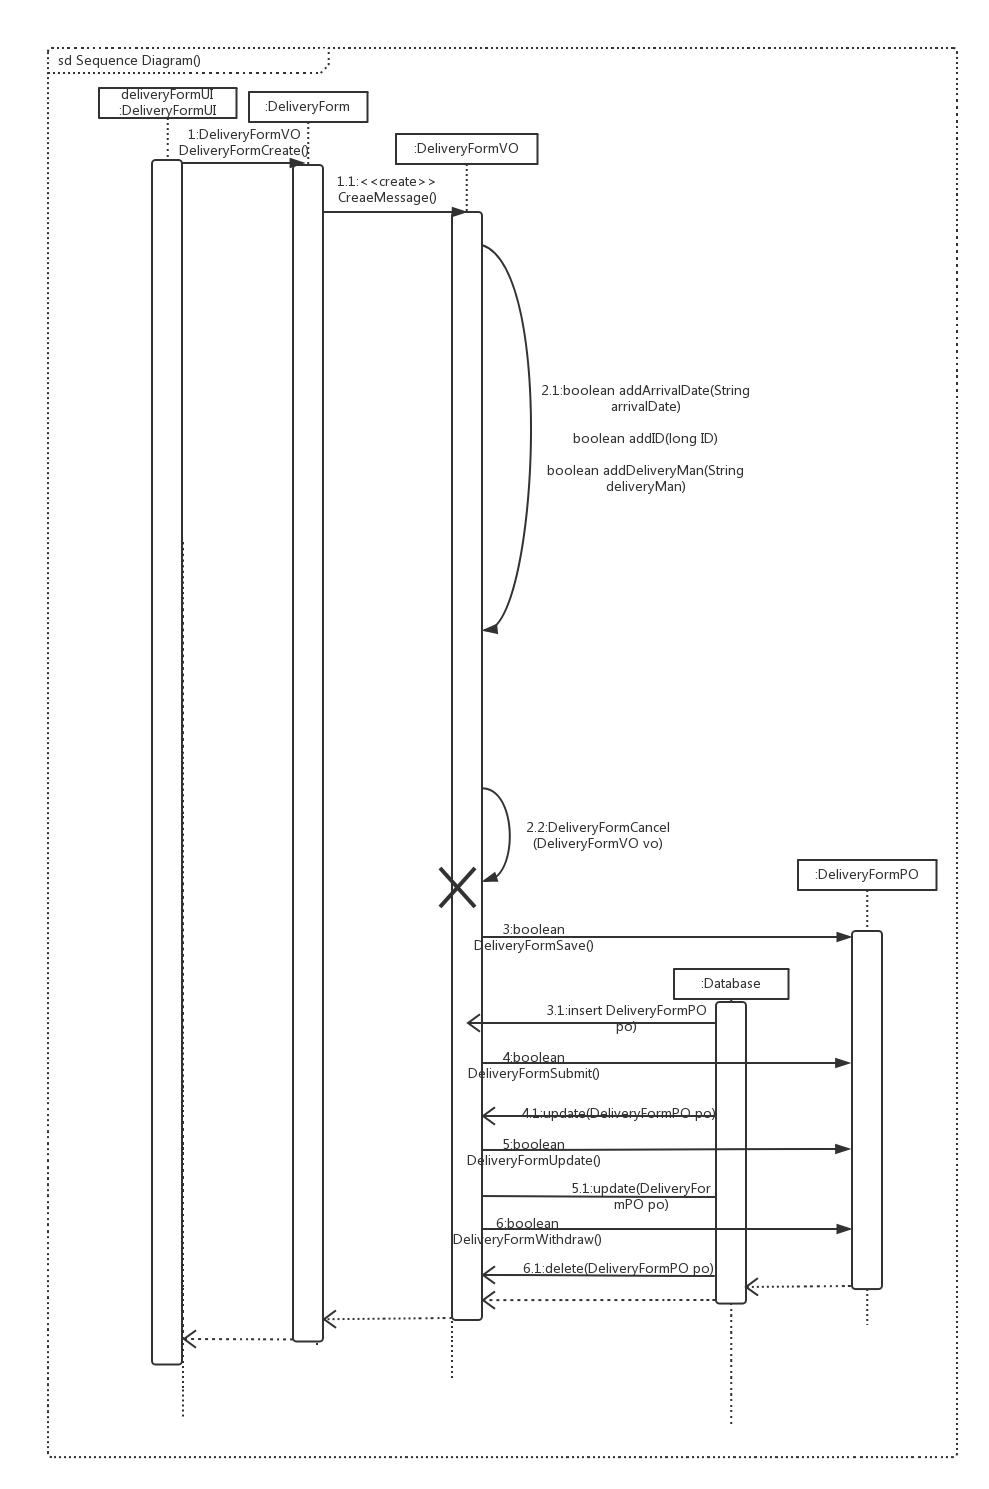 sd Sequence Diagram()
deliveryFormUI
:DeliveryFormUI
:DeliveryForm
1:DeliveryFormVO
DeliveryFormCreate()
:DeliveryFormVO
1.1:<<create>>
CreaeMessage()
2.1:boolean addArrivalDate(String
arrivalDate)
boolean addID(long ID)
boolean addDeliveryMan(String
deliveryMan)
2.2:DeliveryFormCancel
(DeliveryFormVO vo)
:DeliveryFormPO
3:boolean
DeliveryFormSave()
:Database
3.1:insert DeliveryFormPO
po)
4:boolean
DeliveryFormSubmit()
4.1:update(DeliveryFormPO po)
5:boolean
DeliveryFormUpdate()
5.1:update(DeliveryFor
mPO po)
6:boolean
DeliveryFormWithdraw()
6.1:delete(DeliveryFormPO po)